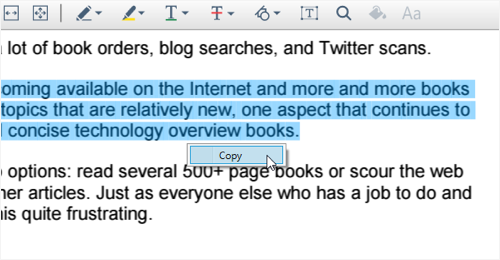 T T T Aa
lot of book orders, blog searches, and Twitter scans.
oming available on the Internet and more and more books
topics that are relatively new, one aspect that continues to
concise technology overview books.
Copy
options: read several 500+ page books or scour the web
ner articles. Just as everyone else who has a job to do and
his quite frustrating.